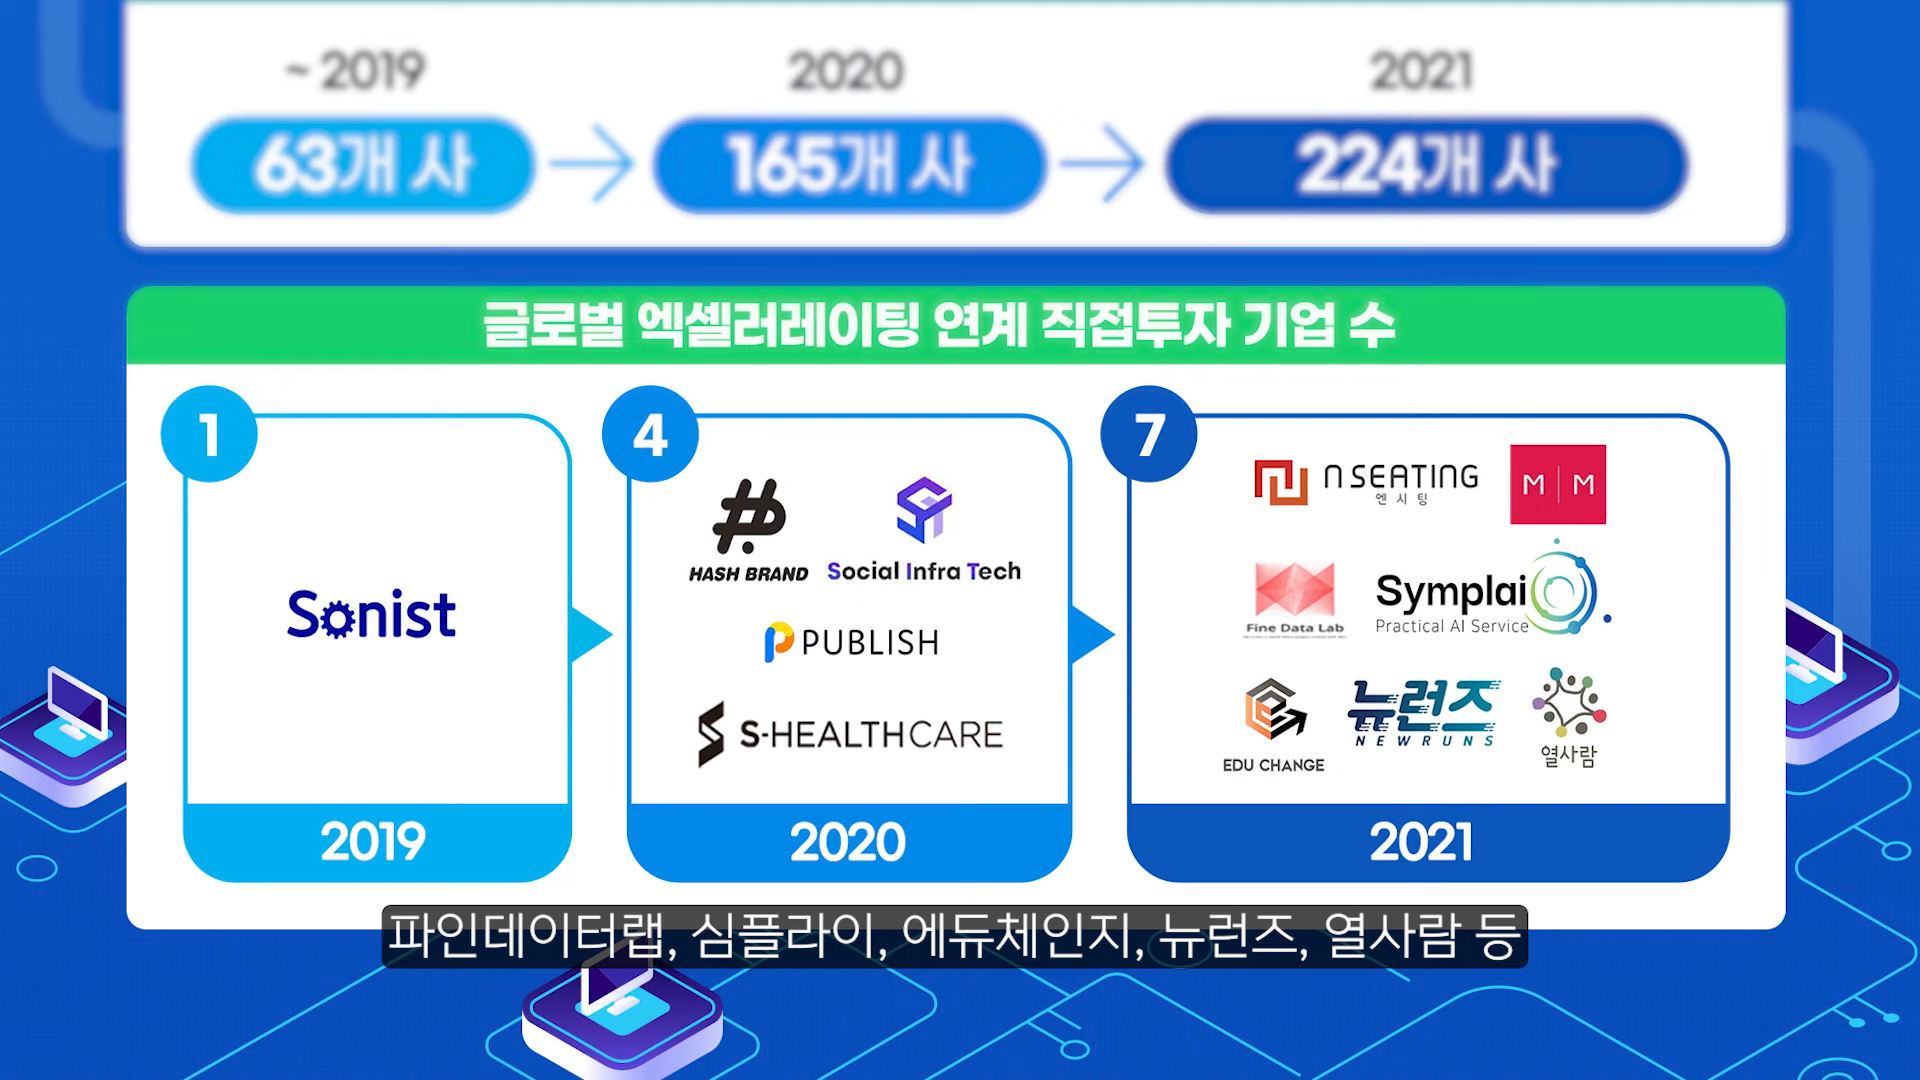 ~ 2019
2020
2021
63개 사
165개 사
224개 사
글로벌 엑셀러레이팅 연계 직접투자 기업 수
1
4
7
Sonist
HASH BRAND
Social Infra Tech
PUBLISH
S-HEALTHCARE
N SEATING
엔시팅
M | M
Fine Data Lab
Symplai
Practical AI Service
EDU CHANGE
뉴런즈
NEWRUNS
열사람
2019
2020
2021
파인데이터랩, 심플라이, 에듀체인지, 뉴런즈, 열사람 등